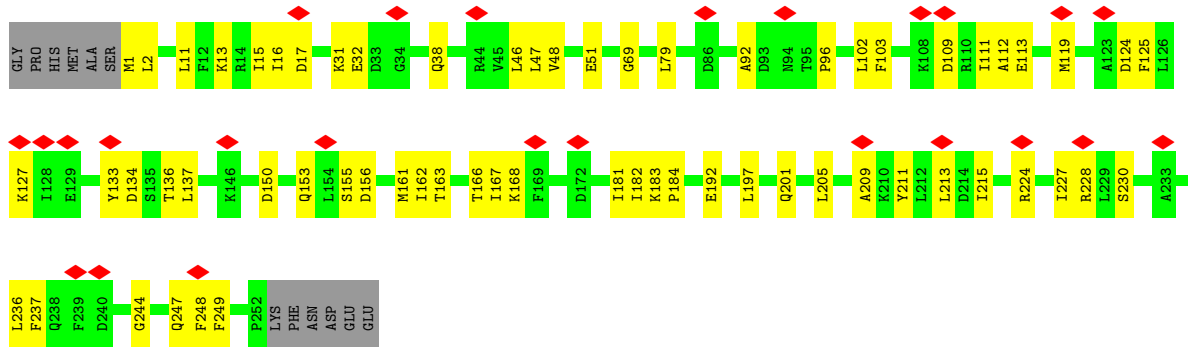 GLY PRO HIS MET ALA SER M1 L2 L11 F12 K13 R14 I15 I16 D17 K31 E32 D33 G34 Q38 R44 V45 L46 L47 V48 E51 G69 L79 D86 A92 D93 N94 T95 P96 L102 F103 K108 D109 R110 I111 A112 E113 M119 A123 D124 F125 L126
K127 I128 E129 Y133 D134 S135 T136 L137 K146 D150 Q153 L154 S155 D156 M161 I162 T163 T166 I167 K168 F169 D172 I181 I182 K183 P184 E192 L197 Q201 L205 A209 K210 Y211 L212 L213 D214 I215 R224 I227 R228 L229 S230 A233
L236 F237 Q238 F239 D240 G244 Q247 F248 F249 P252 LYS PHE ASN ASP GLU GLU